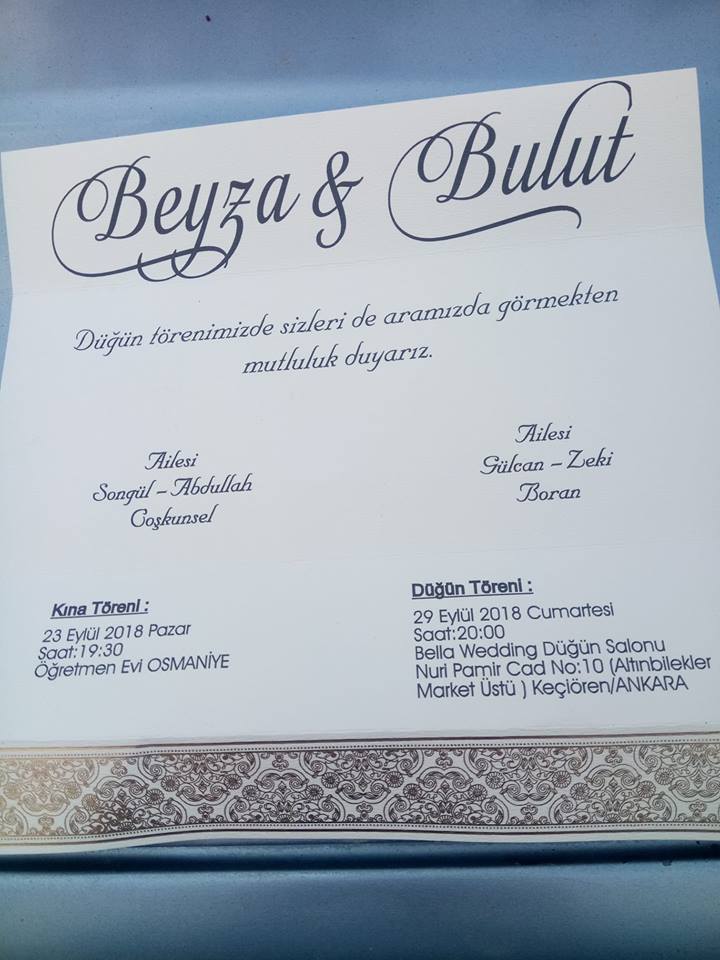 Beyza & Bulut
Düğün törenimizde sizleri de aramızda görmekten
mutluluk duyarız.
Ailesi
Songül – Abdullah
Coşkunsel
Ailesi
Gülcan – Zeki
Boran
Kına Töreni :
23 Eylül 2018 Pazar
Saat:19:30
Öğretmen Evi OSMANİYE
Düğün Töreni :
29 Eylül 2018 Cumartesi
Saat:20:00
Bella Wedding Düğün Salonu
Nuri Pamir Cad No:10 (Altınbilekler
Market Üstü ) Keçiören/ANKARA